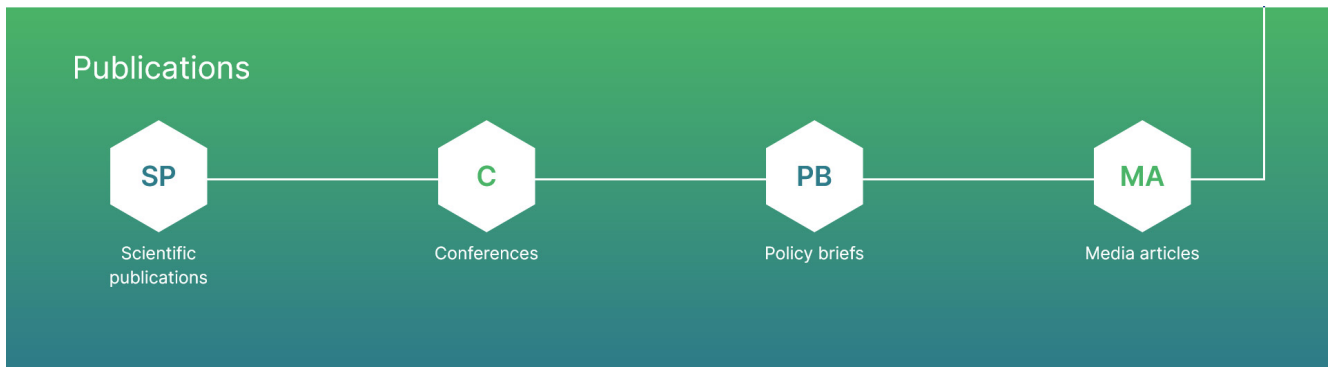 Publications
SP
C
PB
MA
Scientific
publications
Conferences
Policy briefs
Media articles